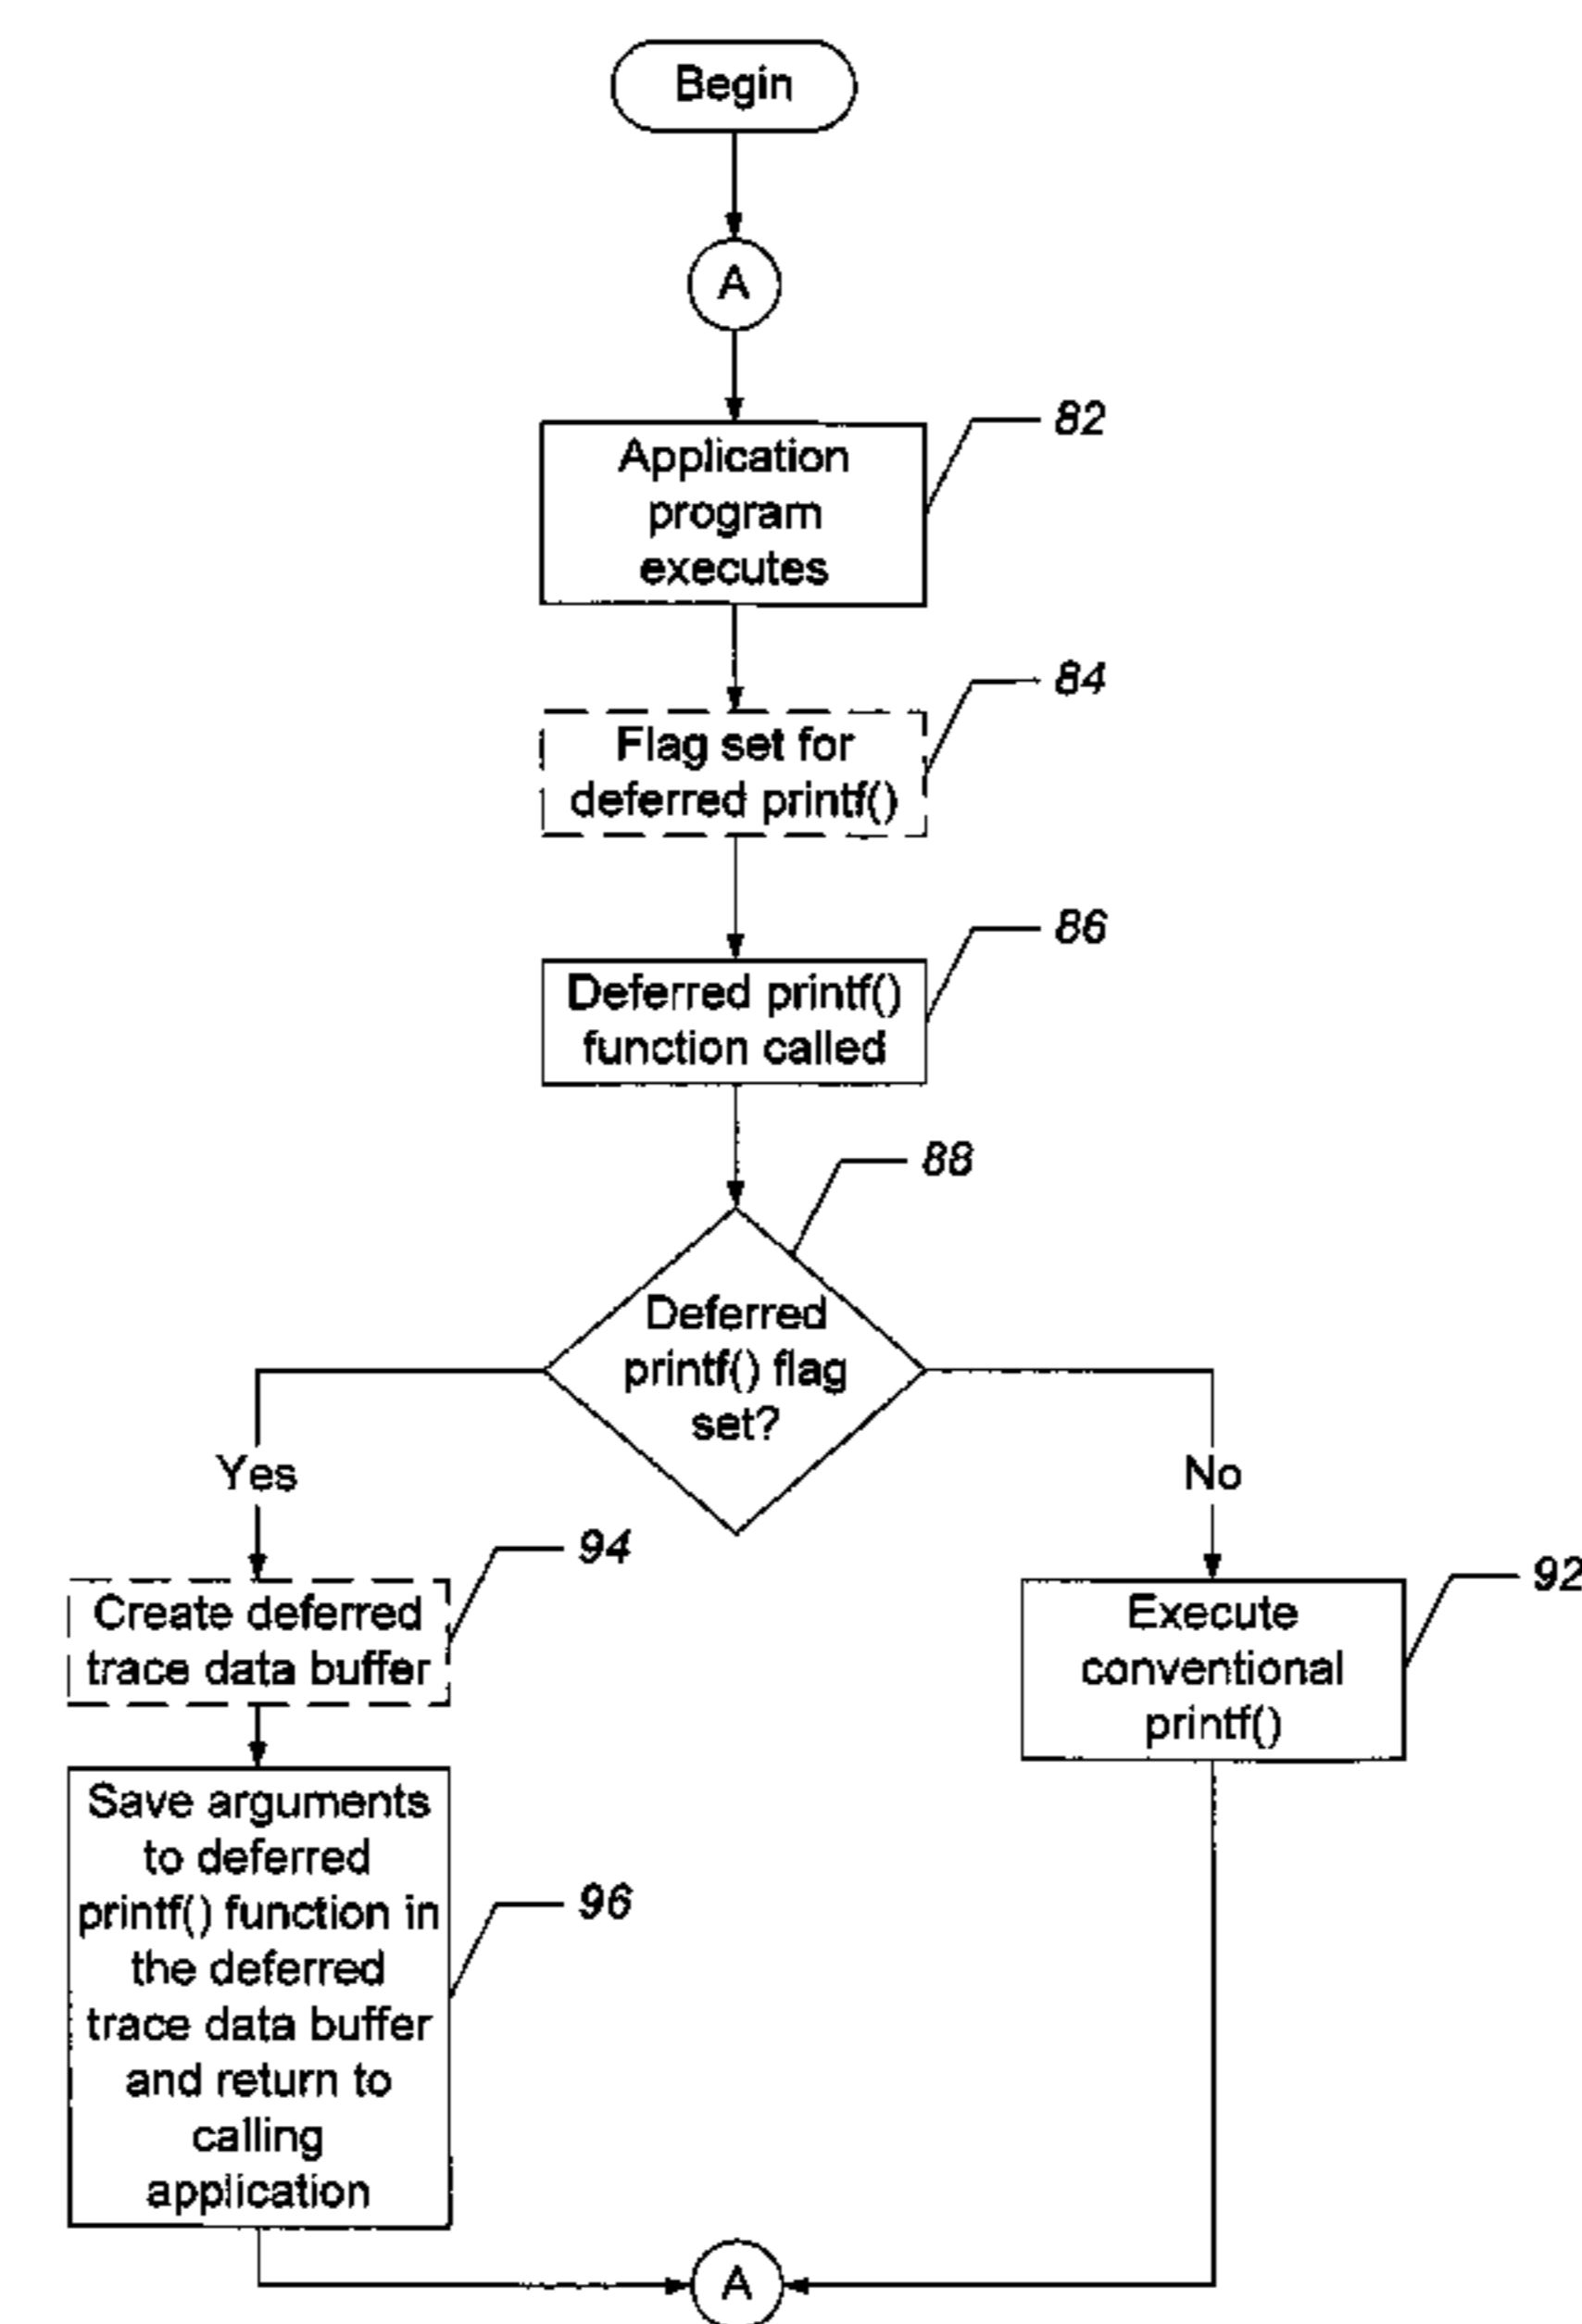 Begin
A
82
Application
program
executes
84
Flag set for
deferred printf()
86
Deferred printf()
function called
88
Deferred
printf() flag
set?
Yes
No
94
Create deferred
trace data buffer
92
Execute
conventional
printf()
96
Save arguments
to deferred
printf() function in
the deferred
trace data buffer
and return to
calling
application
A